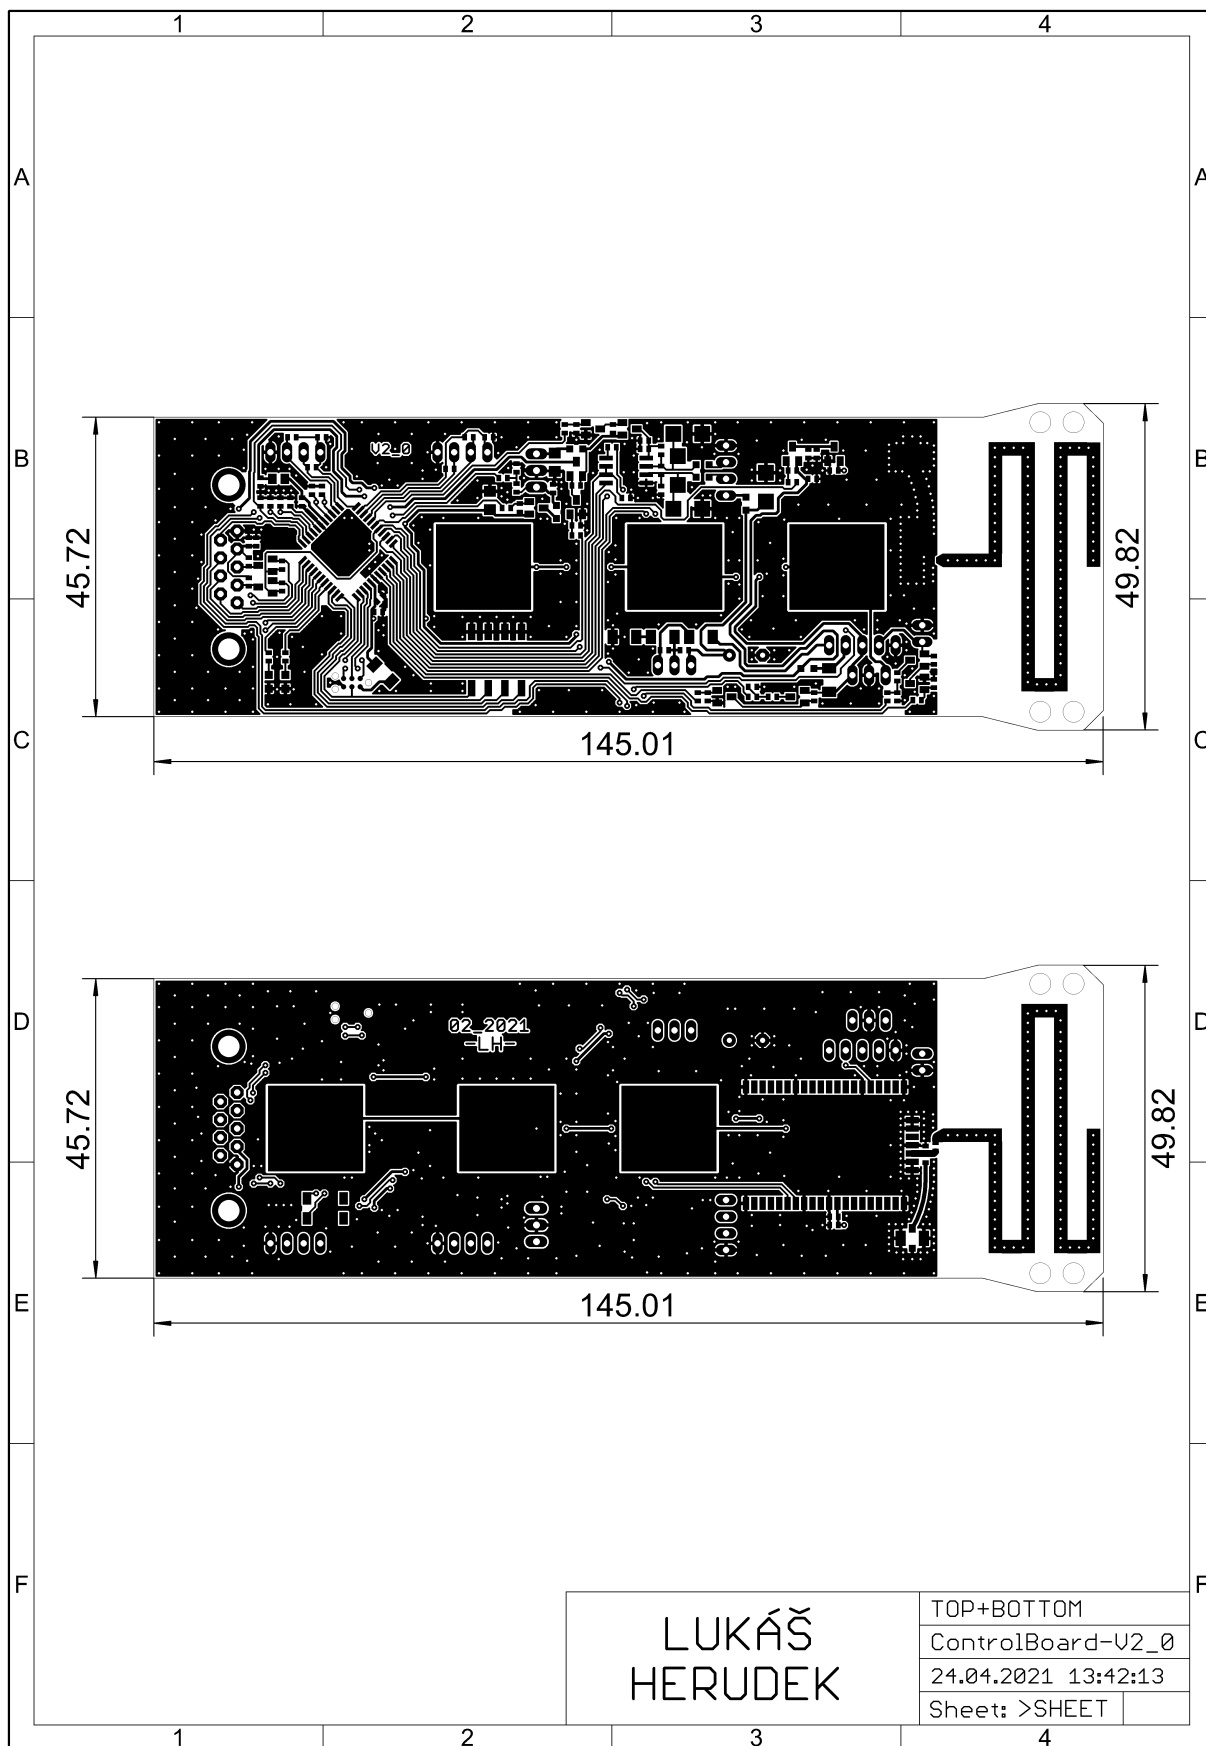 1 2 3 4
A A
B B
V2_0
45.72
49.82
C C
145.01
D D
02_2021
LH
45.72
49.82
E E
145.01
F F
LUKÁŠ
HERUDEK
TOP+BOTTOM
ControlBoard-V2_0
24.04.2021 13:42:13
Sheet: >SHEET
1 2 3 4